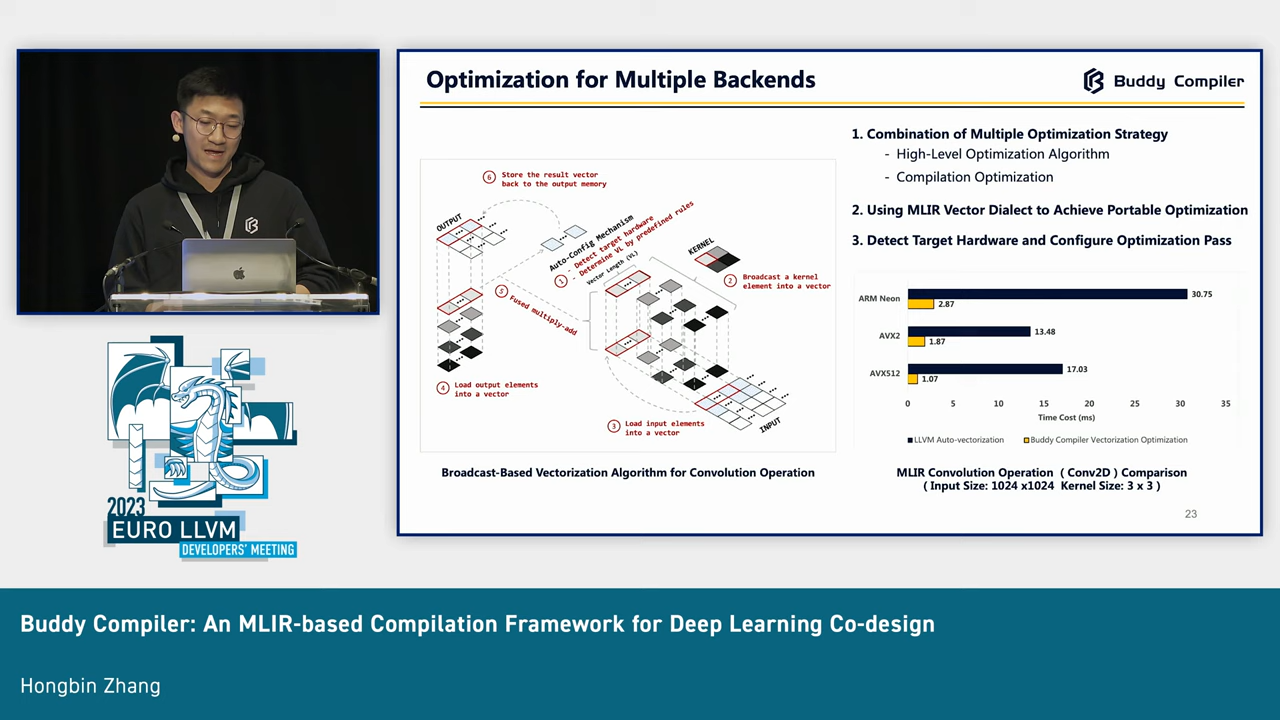 Optimization for Multiple Backends
Buddy Compiler
6 Store the result vector
back to the output memory
OUTPUT
Auto-Config Mechanism
- Detect target hardware
- Determine VL by predefined rules
1
Vector Length (VL)
KERNEL
2 Broadcast a kernel
element into a vector
5 Fused multiply-add
4 Load output elements
into a vector
3 Load input elements
into a vector
INPUT
Broadcast-Based Vectorization Algorithm for Convolution Operation
1. Combination of Multiple Optimization Strategy
- High-Level Optimization Algorithm
- Compilation Optimization
2. Using MLIR Vector Dialect to Achieve Portable Optimization
3. Detect Target Hardware and Configure Optimization Pass
ARM Neon 30.75
2.87
AVX2 13.48
1.87
AVX512 17.03
1.07
0 5 10 15 20 25 30 35
Time Cost (ms)
LLVM Auto-vectorization Buddy Compiler Vectorization Optimization
MLIR Convolution Operation ( Conv2D ) Comparison
( Input Size: 1024 x1024 Kernel Size: 3 x 3 )
23
2023
EURO LLVM
DEVELOPERS' MEETING
Buddy Compiler: An MLIR-based Compilation Framework for Deep Learning Co-design
Hongbin Zhang